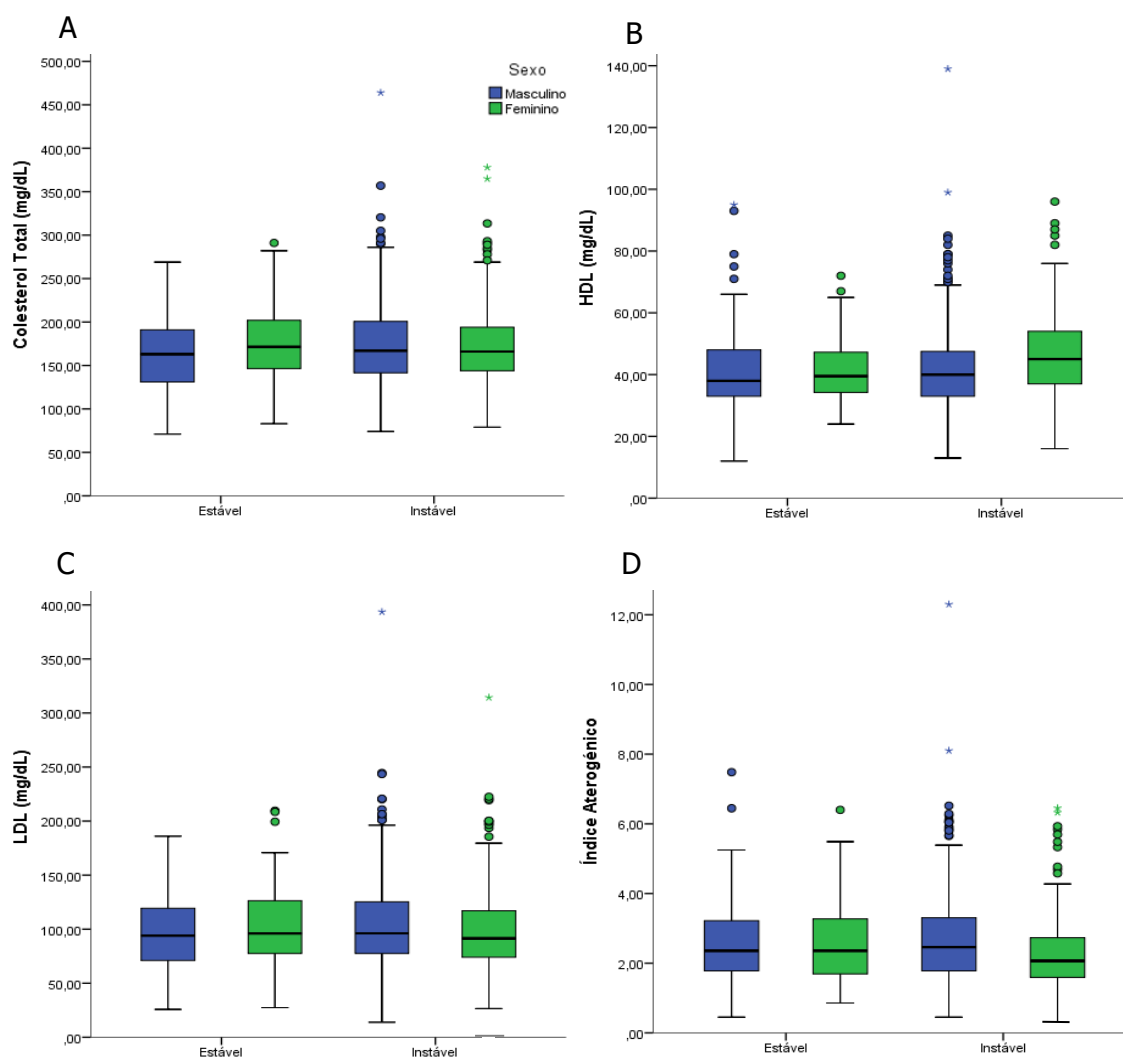 A
500,00
450,00
400,00
350,00
300,00
250,00
200,00
150,00
100,00
50,00
,00
Colesterol Total (mg/dL)
Sexo
Masculino
Feminino
Estável
Instável
B
140,00
120,00
100,00
80,00
60,00
40,00
20,00
,00
HDL (mg/dL)
Estável
Instável
C
400,00
350,00
300,00
250,00
200,00
150,00
100,00
50,00
,00
LDL (mg/dL)
Estável
Instável
D
12,00
10,00
8,00
6,00
4,00
2,00
,00
Índice Aterogénico
Estável
Instável